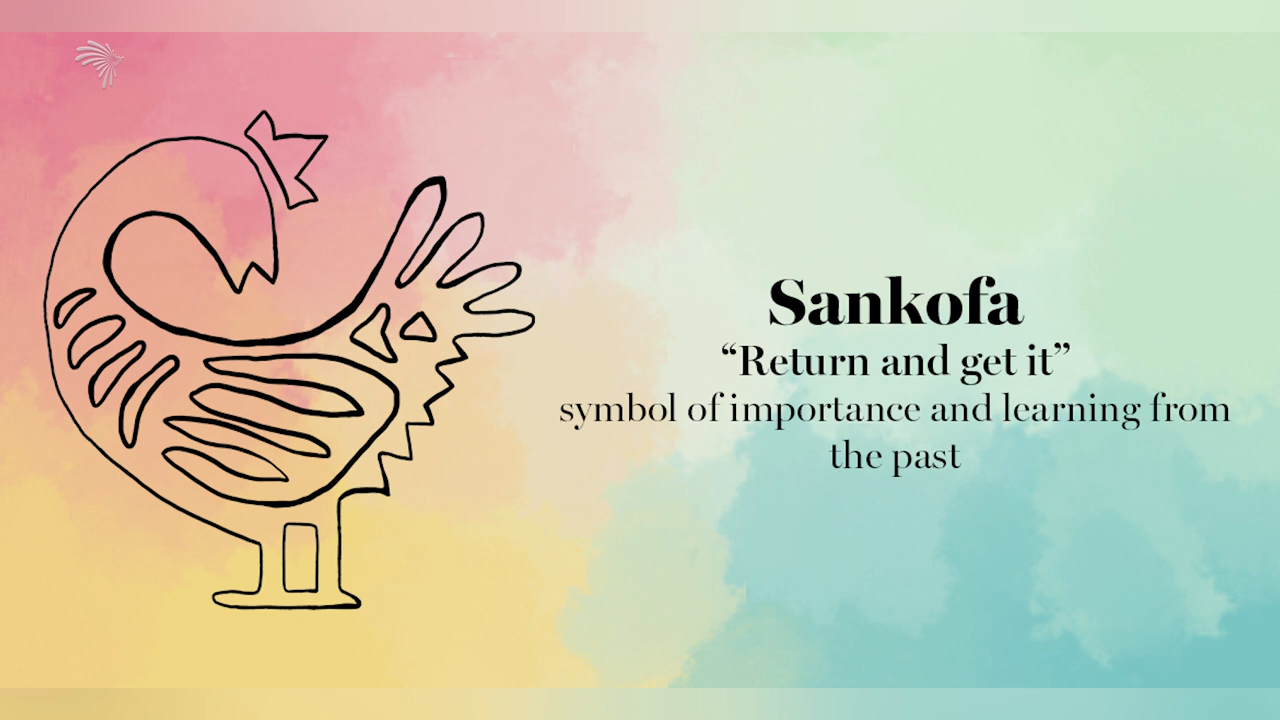 Sankofa
“Return and get it”
symbol of importance and learning from
the past